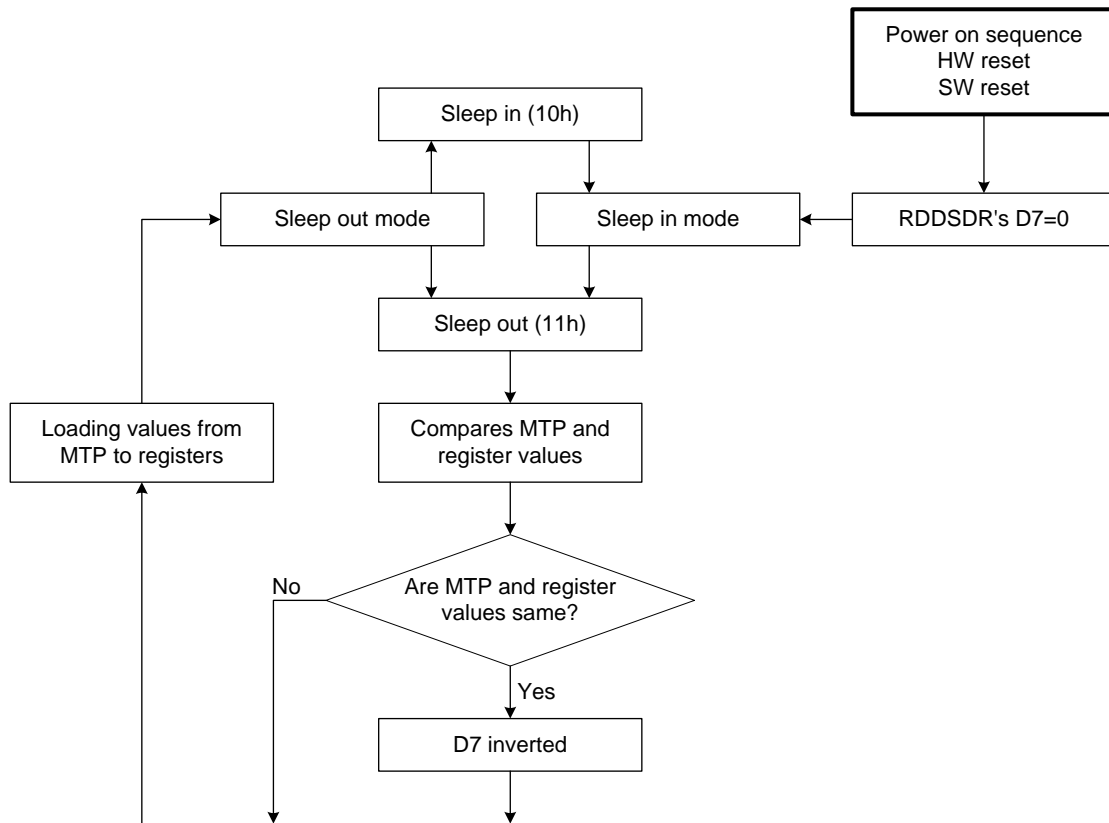 Power on sequence
HW reset
SW reset
Sleep in (10h)
Sleep out mode
Sleep in mode
RDDSDR's D7=0
Sleep out (11h)
Loading values from
MTP to registers
Compares MTP and
register values
No
Are MTP and register
values same?
Yes
D7 inverted